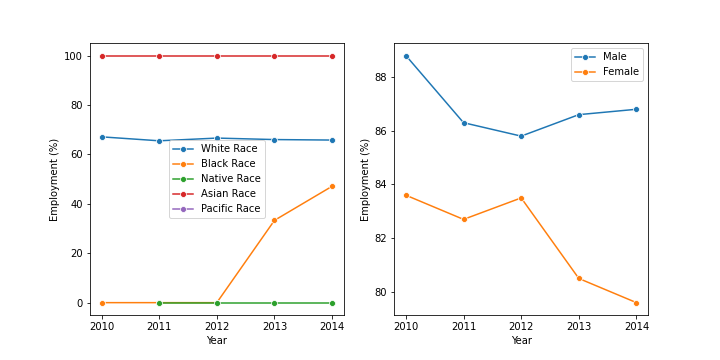 100
80
60
40
20
0
Employment (%)
White Race
Black Race
Native Race
Asian Race
Pacific Race
2010 2011 2012 2013 2014
Year
88
86
84
82
80
Employment (%)
Male
Female
2010 2011 2012 2013 2014
Year